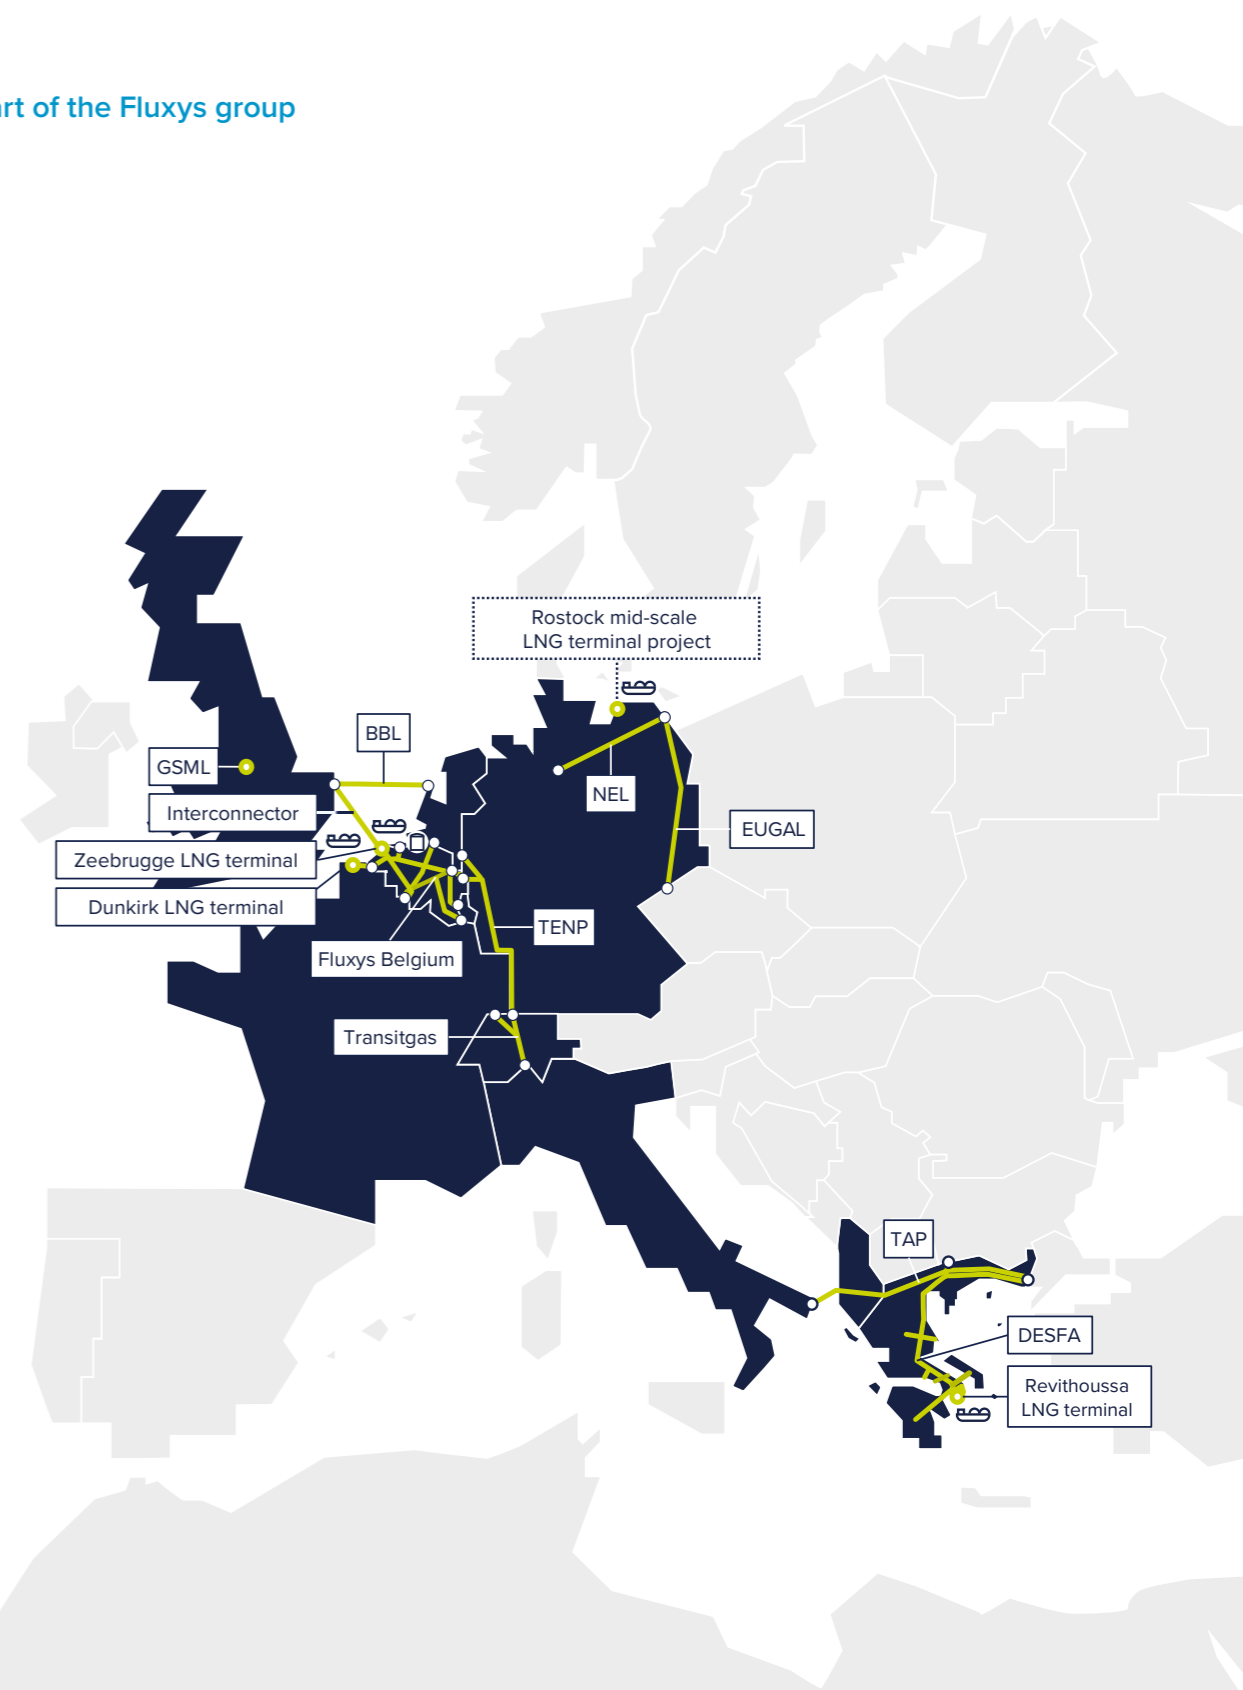 rt of the Fluxys group
Rostock mid-scale
LNG terminal project
BBL
GSML
NEL
Interconnector
EUGAL
Zeebrugge LNG terminal
Dunkirk LNG terminal
TENP
Fluxys Belgium
Transitgas
TAP
DESFA
Revithoussa
LNG terminal